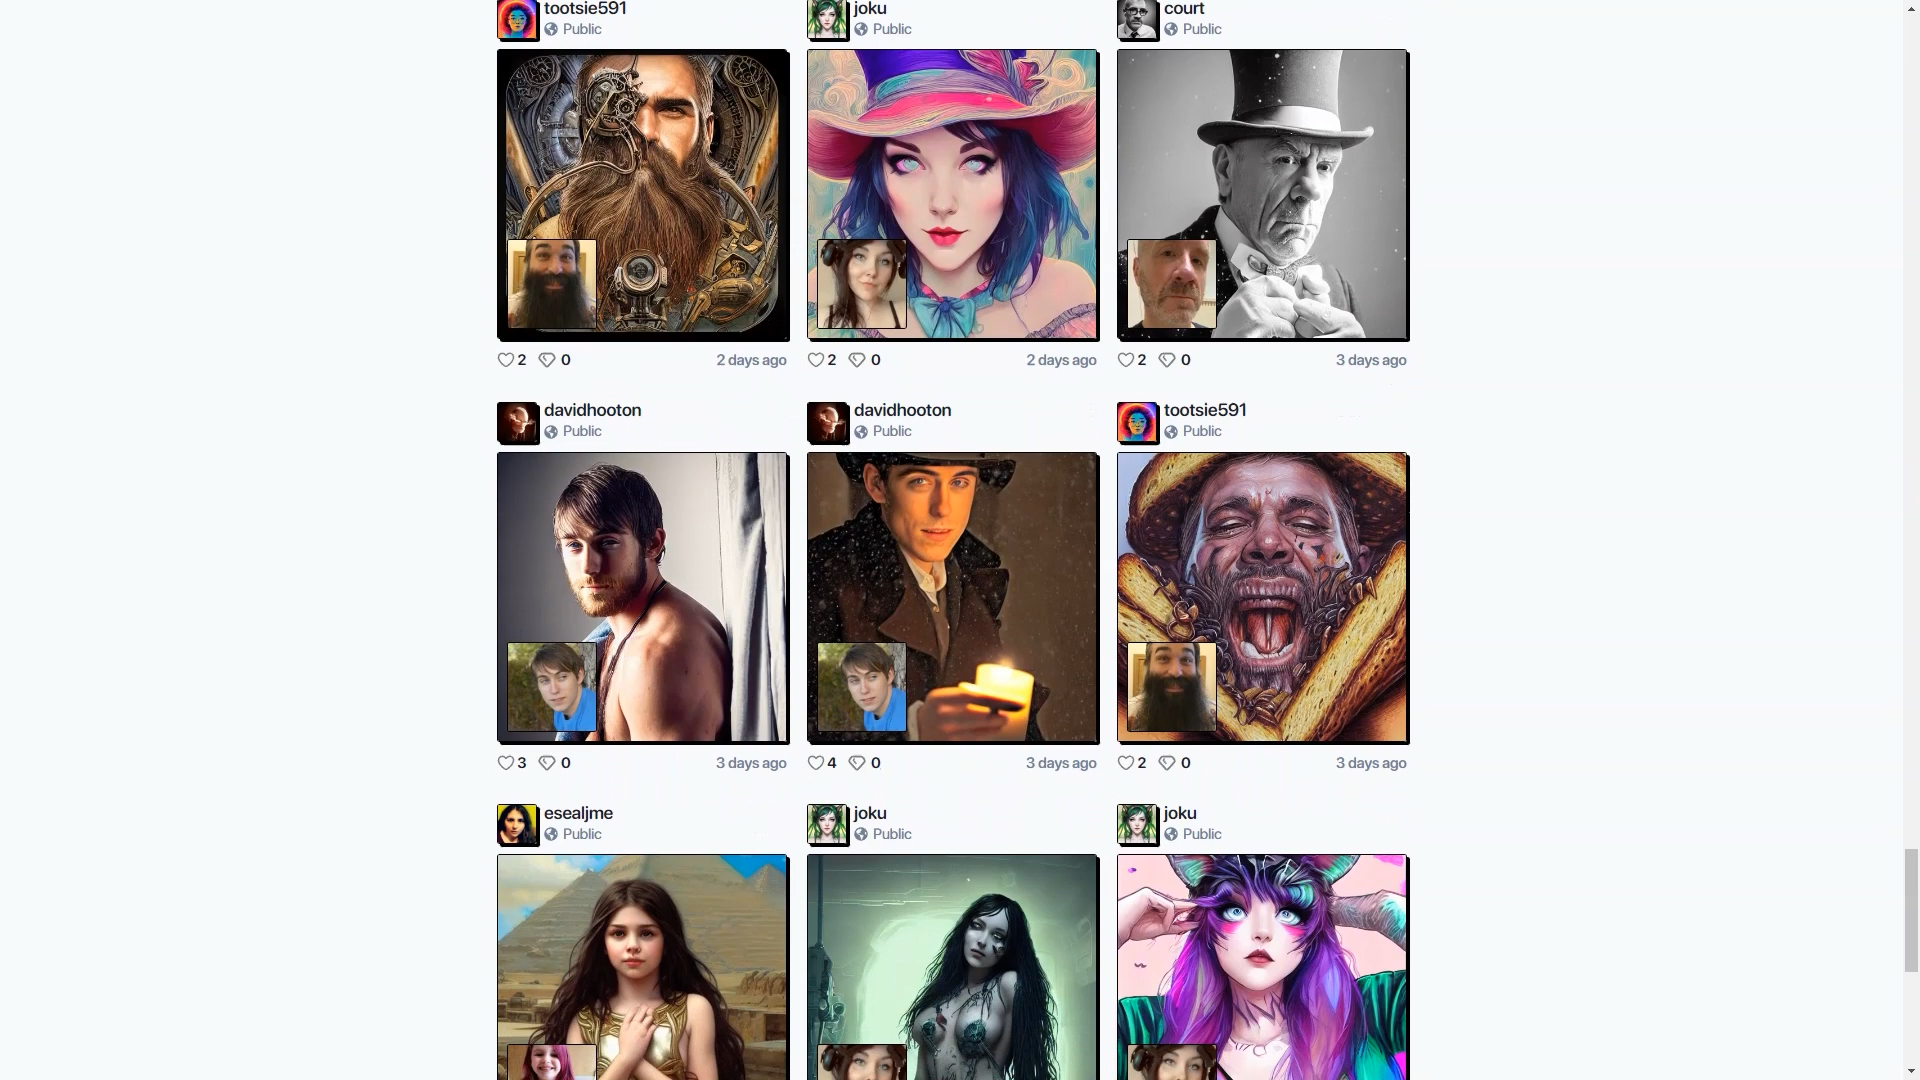 tootsie591
Public
joku
Public
court
Public
2 0 2 days ago
2 0 2 days ago
2 0 3 days ago
davidhooton
Public
davidhooton
Public
tootsie591
Public
3 0 3 days ago
4 0 3 days ago
2 0 3 days ago
esealjme
Public
joku
Public
joku
Public